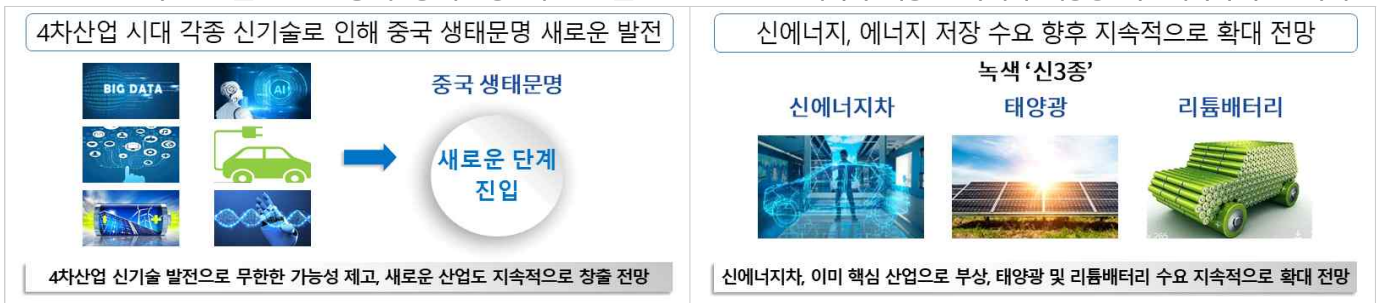 4차산업 시대 각종 신기술로 인해 중국 생태문명 새로운 발전
BIG DATA
AI
중국 생태문명
새로운 단계
진입
4차산업 신기술 발전으로 무한한 가능성 제고, 새로운 산업도 지속적으로 창출 전망
신에너지, 에너지 저장 수요 향후 지속적으로 확대 전망
녹색 ‘신3종’
신에너지차
태양광
리튬배터리
신에너지차, 이미 핵심 산업으로 부상, 태양광 및 리튬배터리 수요 지속적으로 확대 전망